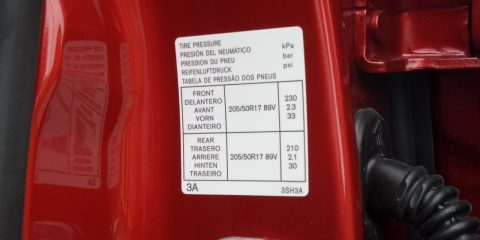 TIRE PRESSURE kPa
PRESIÓN DEL NEUMÁTICO bar
PRESSION DU PNEU psi
REIFENLUFTDRUCK
TABELA DE PRESSÃO DOS PNEUS
FRONT 230
DELANTERO 2.3
AVANT 205/50R17 89V 33
VORN
DIANTEIRO
REAR 210
TRASERO 2.1
ARRIERE 205/50R17 89V 30
HINTEN
TRASEIRO
3A 3SH3A